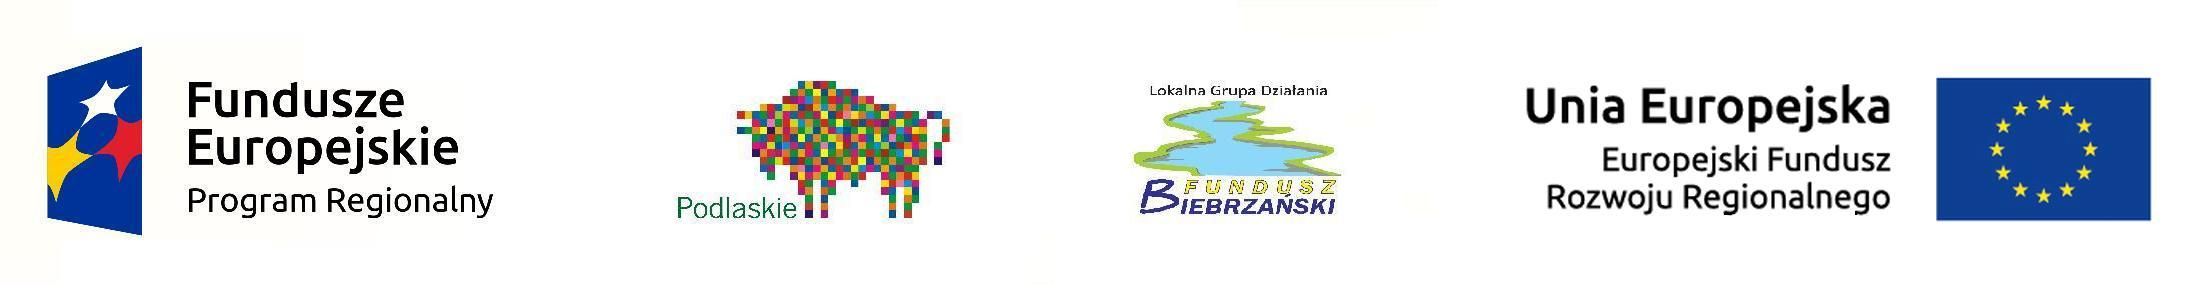 Fundusze
Europejskie
Program Regionalny
Podlaskie
Lokalna Grupa Działania
FUNDUSZ
BIEBRZAŃSKI
Unia Europejska
Europejski Fundusz
Rozwoju Regionalnego